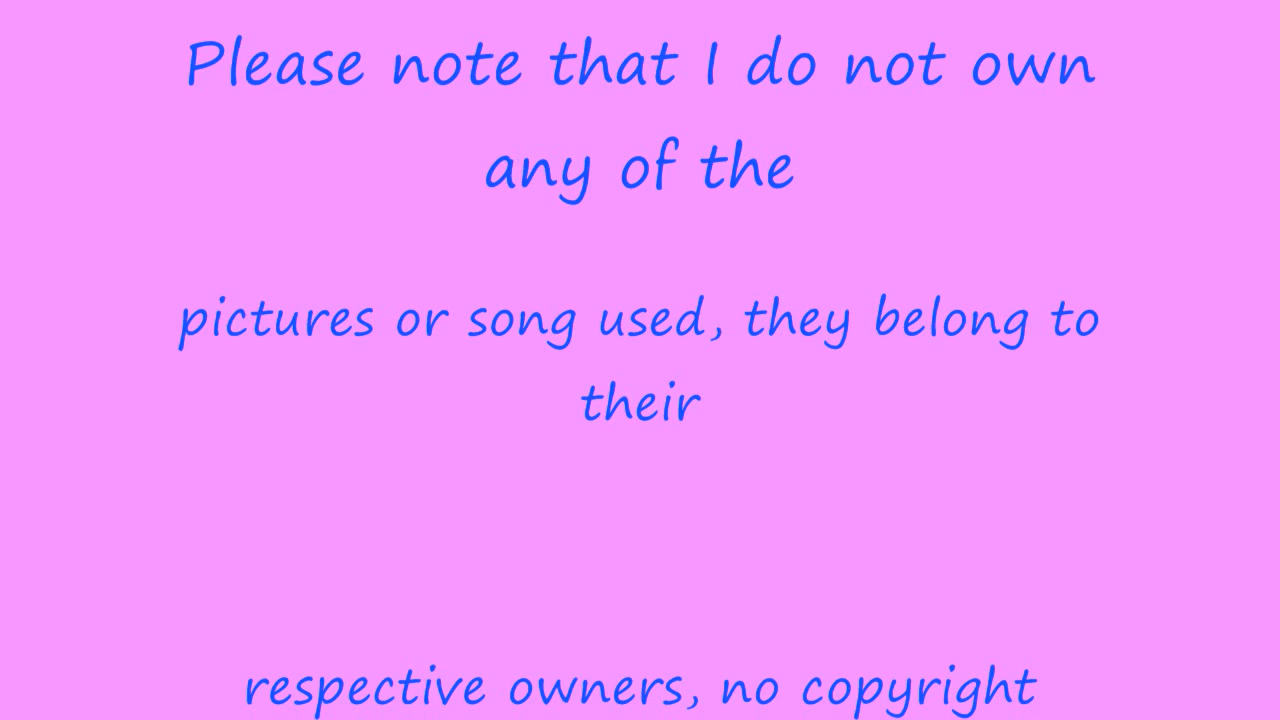 Please note that I do not own
any of the
pictures or song used, they belong to
their
respective owners, no copyright